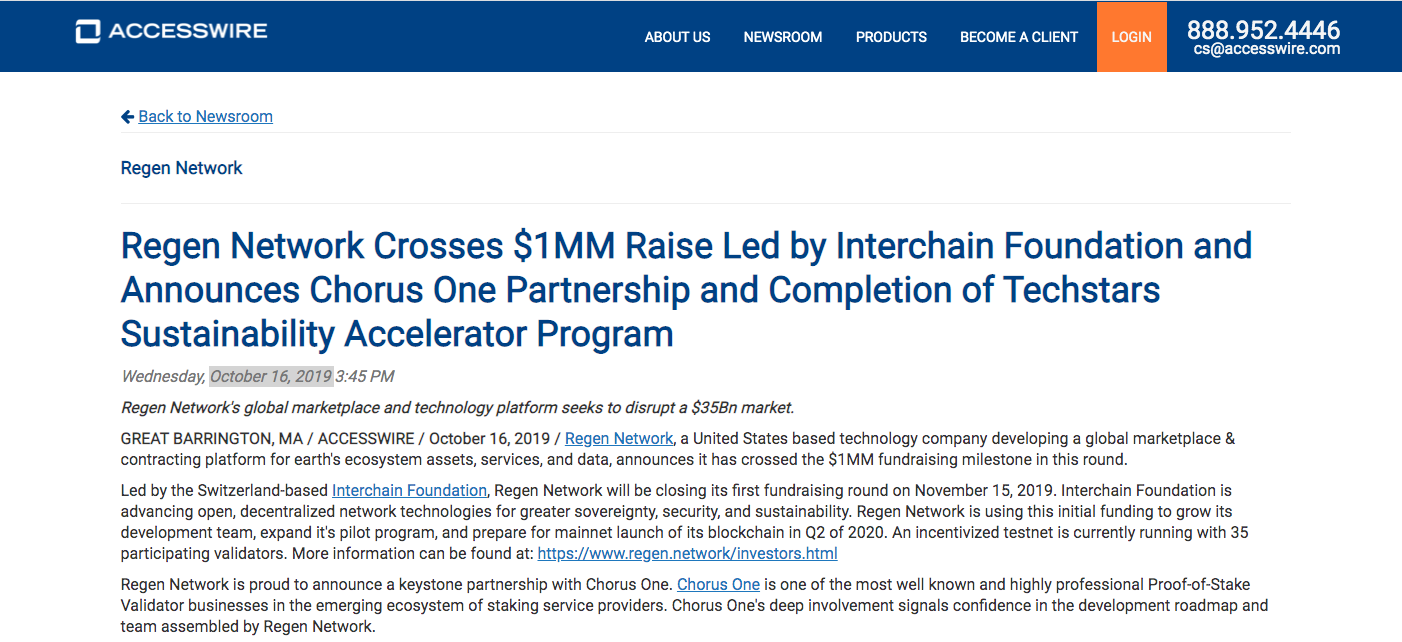 ACCESSWIRE
ABOUT US NEWSROOM PRODUCTS BECOME A CLIENT LOGIN 888.952.4446
cs@accesswire.com
Back to Newsroom
Regen Network
Regen Network Crosses $1MM Raise Led by Interchain Foundation and
Announces Chorus One Partnership and Completion of Techstars
Sustainability Accelerator Program
Wednesday, October 16, 2019 3:45 PM
Regen Network's global marketplace and technology platform seeks to disrupt a $35Bn market.
GREAT BARRINGTON, MA / ACCESSWIRE / October 16, 2019 / Regen Network, a United States based technology company developing a global marketplace &
contracting platform for earth's ecosystem assets, services, and data, announces it has crossed the $1MM fundraising milestone in this round.
Led by the Switzerland-based Interchain Foundation, Regen Network will be closing its first fundraising round on November 15, 2019. Interchain Foundation is
advancing open, decentralized network technologies for greater sovereignty, security, and sustainability. Regen Network is using this initial funding to grow its
development team, expand it's pilot program, and prepare for mainnet launch of its blockchain in Q2 of 2020. An incentivized testnet is currently running with 35
participating validators. More information can be found at: https://www.regen.network/investors.html
Regen Network is proud to announce a keystone partnership with Chorus One. Chorus One is one of the most well known and highly professional Proof-of-Stake
Validator businesses in the emerging ecosystem of staking service providers. Chorus One's deep involvement signals confidence in the development roadmap and
team assembled by Regen Network.